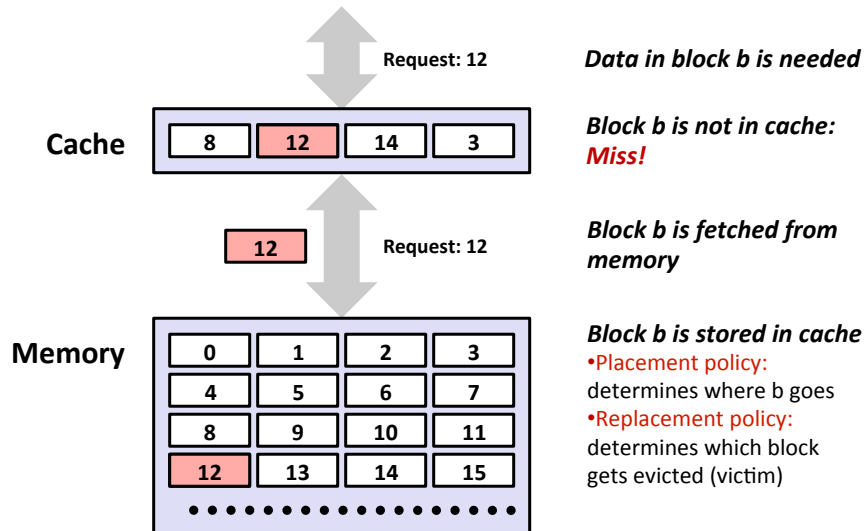 Request: 12
Data in block b is needed
Cache
8 12 14 3
Block b is not in cache:
Miss!
12
Request: 12
Block b is fetched from
memory
Memory
0 1 2 3
4 5 6 7
8 9 10 11
12 13 14 15
Block b is stored in cache
•Placement policy:
determines where b goes
•Replacement policy:
determines which block
gets evicted (victim)